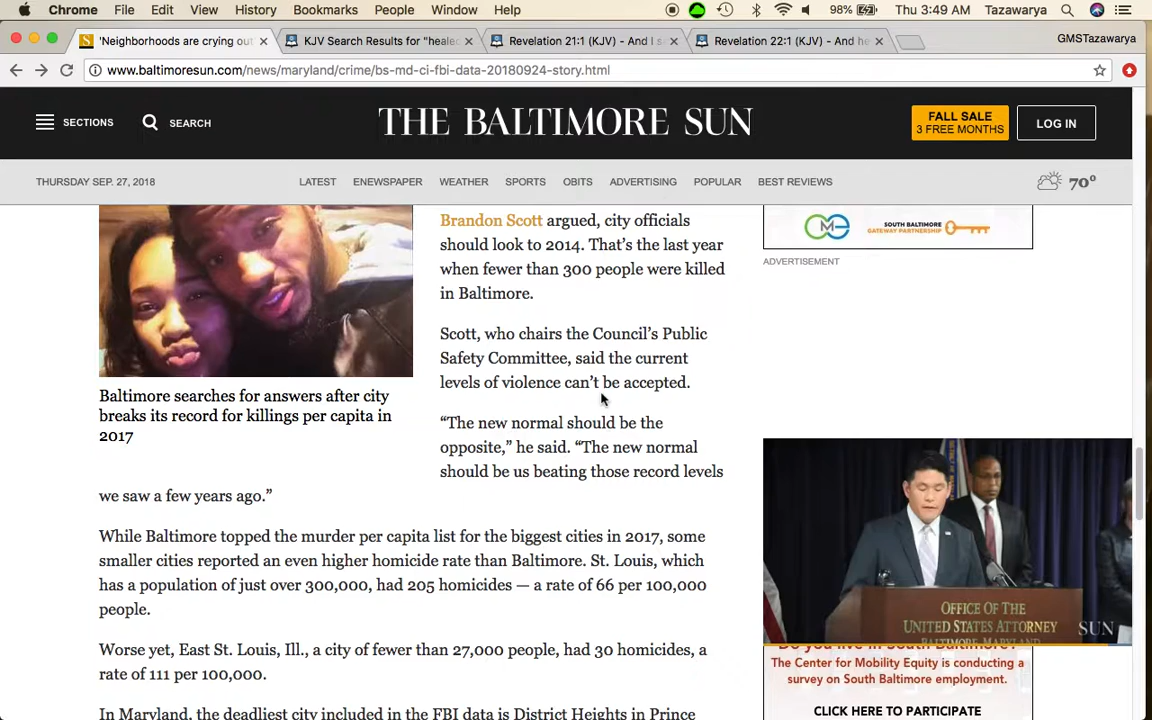 Chrome File Edit View History Bookmarks People Window Help 98% Thu 3:49 AM Tazawarya
'Neighborhoods are crying out × KJV Search Results for "heale × Revelation 21:1 (KJV) - And I s × Revelation 22:1 (KJV) - And he × GMSTazawarya
www.baltimoresun.com/news/maryland/crime/bs-md-ci-fbi-data-20180924-story.html
SECTIONS SEARCH THE BALTIMORE SUN FALL SALE
3 FREE MONTHS LOG IN
THURSDAY SEP. 27, 2018 LATEST ENEWSPAPER WEATHER SPORTS OBITS ADVERTISING POPULAR BEST REVIEWS 70°
Baltimore searches for answers after city
breaks its record for killings per capita in
2017
Brandon Scott argued, city officials
should look to 2014. That's the last year
when fewer than 300 people were killed
in Baltimore.
Scott, who chairs the Council's Public
Safety Committee, said the current
levels of violence can't be accepted.
“The new normal should be the
opposite,” he said. “The new normal
should be us beating those record levels
we saw a few years ago.”
While Baltimore topped the murder per capita list for the biggest cities in 2017, some
smaller cities reported an even higher homicide rate than Baltimore. St. Louis, which
has a population of just over 300,000, had 205 homicides — a rate of 66 per 100,000
people.
Worse yet, East St. Louis, Ill., a city of fewer than 27,000 people, had 30 homicides, a
rate of 111 per 100,000.
In Maryland, the deadliest city included in the FBI data is District Heights in Prince
CMe SOUTH BALTIMORE
GATEWAY PARTNERSHIP
ADVERTISEMENT
OFFICE OF THE
UNITED STATES ATTORNEY
BALTIMORE, MARYLAND
SUN
Do you live in South Baltimore?
The Center for Mobility Equity is conducting a
survey on South Baltimore employment.
CLICK HERE TO PARTICIPATE